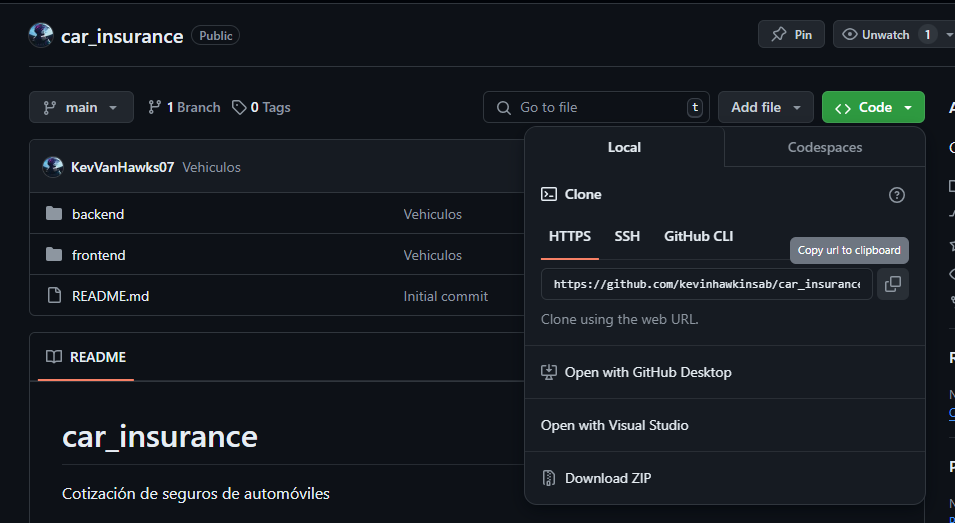 car_insurance Public Pin Unwatch 1
main 1 Branch 0 Tags Go to file t Add file Code
Local Codespaces
KevVanHawks07 Vehiculos
Clone
backend Vehiculos
HTTPS SSH GitHub CLI
Copy url to clipboard
frontend Vehiculos
https://github.com/kevinhawkinsab/car_insurance
README.md Initial commit
Clone using the web URL.
README
Open with GitHub Desktop
car_insurance
Open with Visual Studio
Download ZIP
Cotización de seguros de automóviles